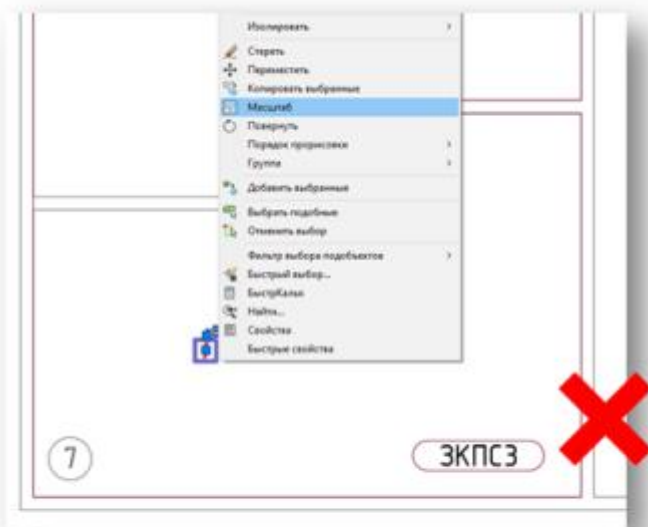 Изолировать
Стереть
Переместить
Копировать выбранные
Масштаб
Повернуть
Порядок прорисовки
Группа
Добавить выбранные
Выбрать подобные
Отменить выбор
Фильтр выбора подобъектов
Быстрый выбор...
БыстрКальк
Найти...
Свойства
Быстрые свойства
7
ЗКПСЗ